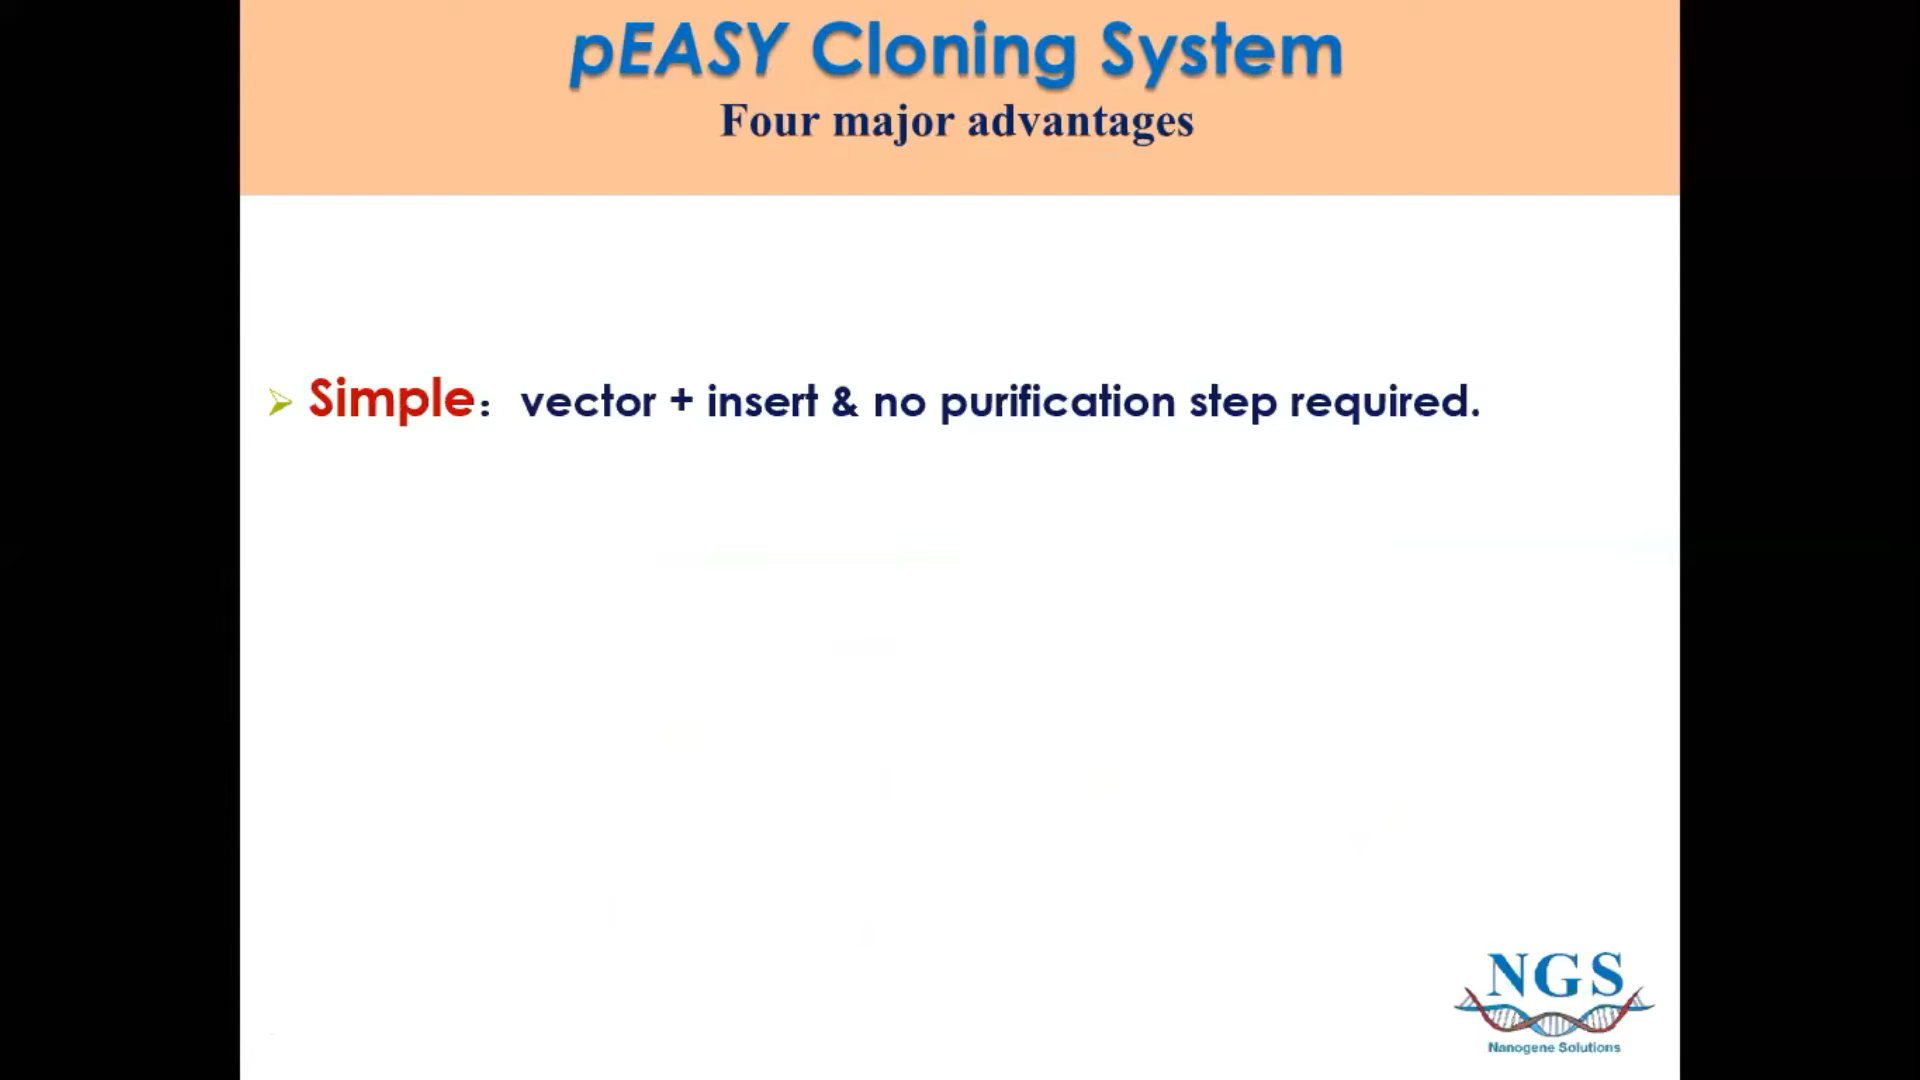 pEASY Cloning System
Four major advantages
Simple：vector + insert & no purification step required.
NGS
Nanogene Solutions